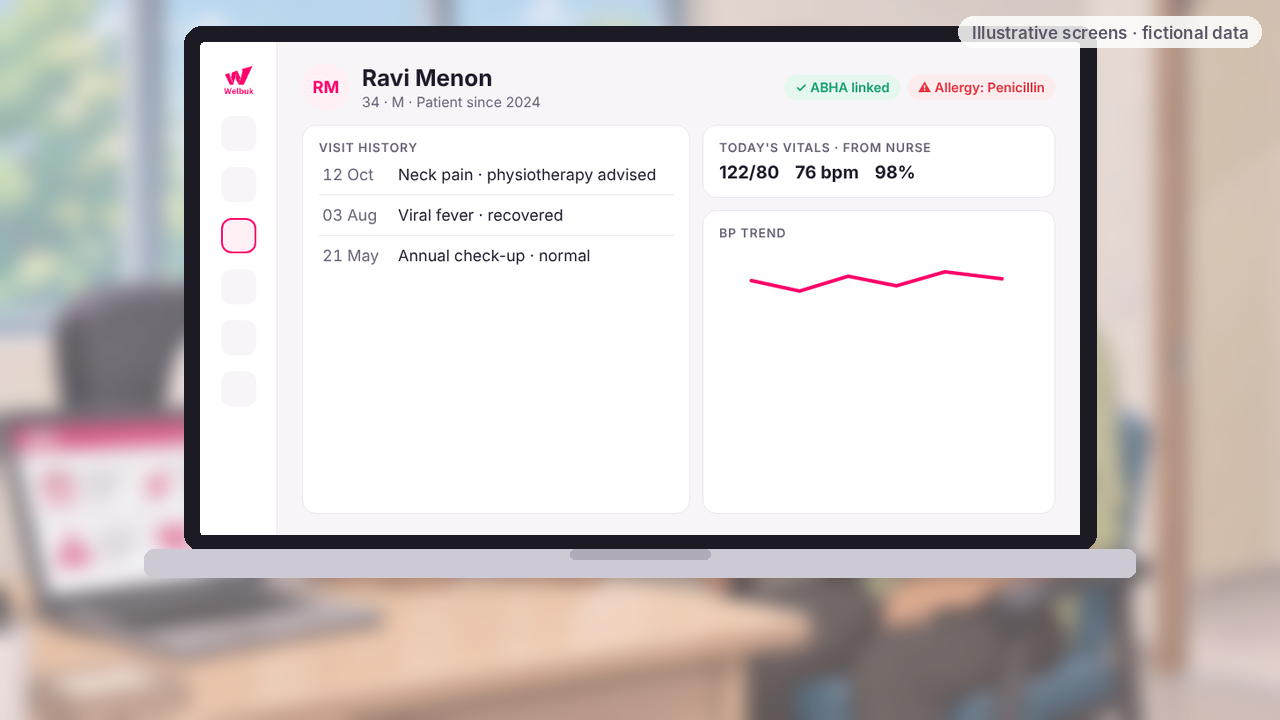 Illustrative screens · fictional data
Welbuk
RM
Ravi Menon
34 · M · Patient since 2024
✓ ABHA linked
⚠ Allergy: Penicillin
VISIT HISTORY
12 Oct Neck pain · physiotherapy advised
03 Aug Viral fever · recovered
21 May Annual check-up · normal
TODAY'S VITALS · FROM NURSE
122/80 76 bpm 98%
BP TREND